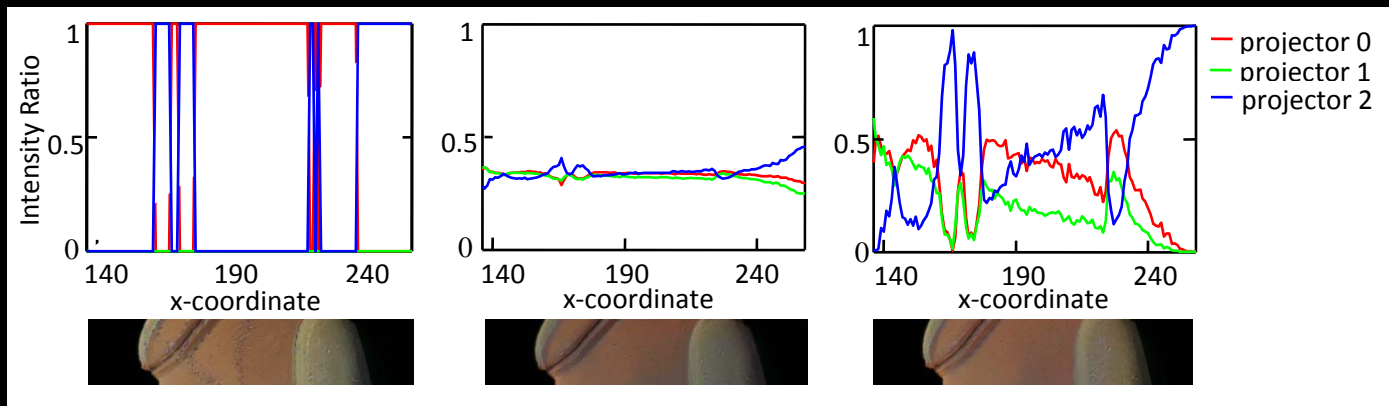 Intensity Ratio
1
0.5
0
140 190 240
x-coordinate
1
0.5
0
140 190 240
x-coordinate
1
0.5
0
140 190 240
x-coordinate
projector 0
projector 1
projector 2